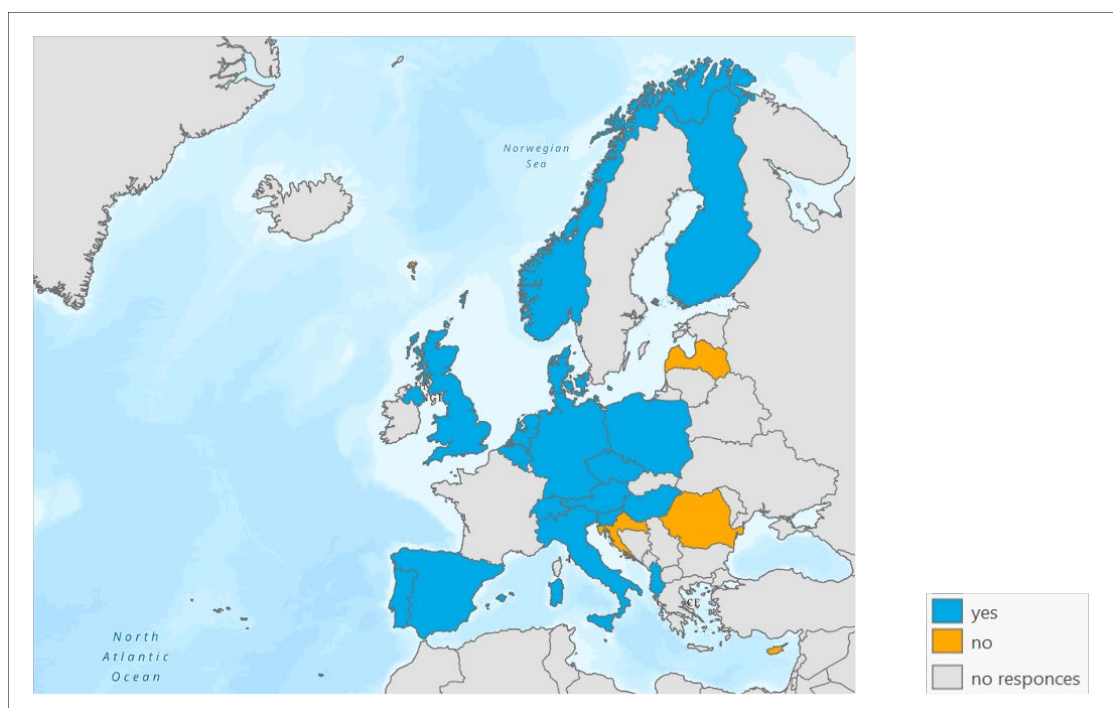 Norwegian
Sea
North
Atlantic
Ocean
yes
no
no responces